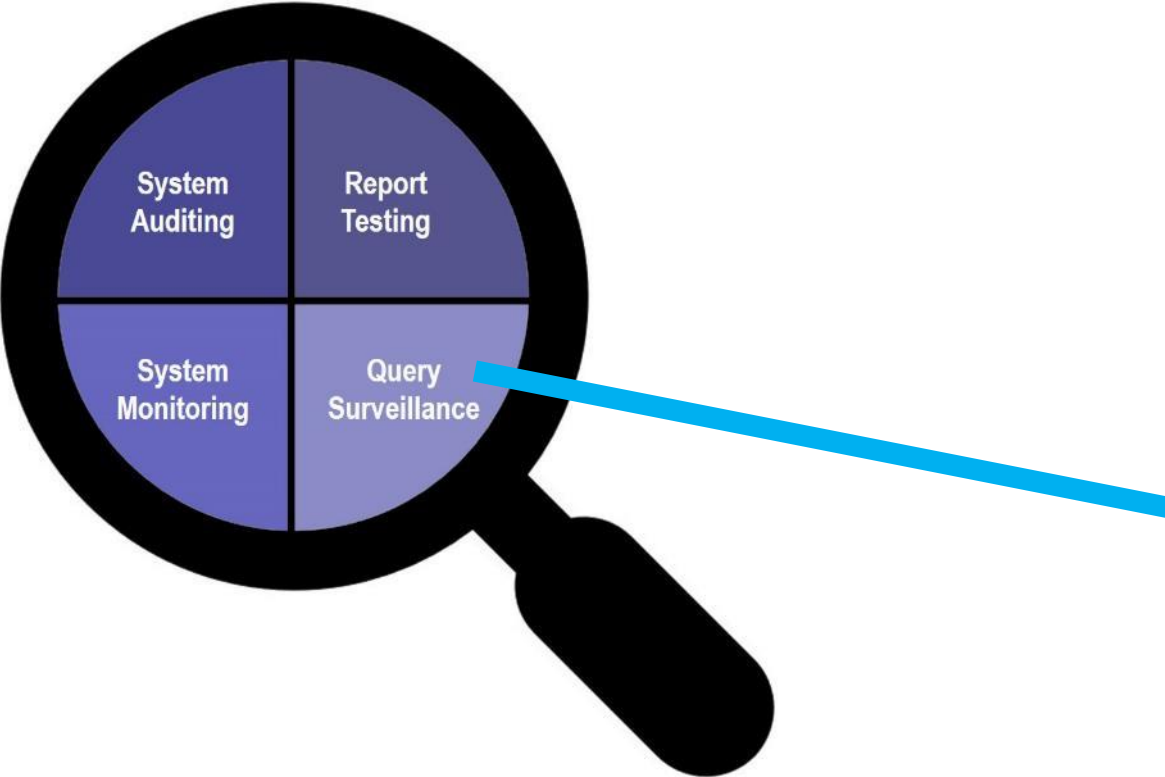 System
Auditing
Report
Testing
System
Monitoring
Query
Surveillance